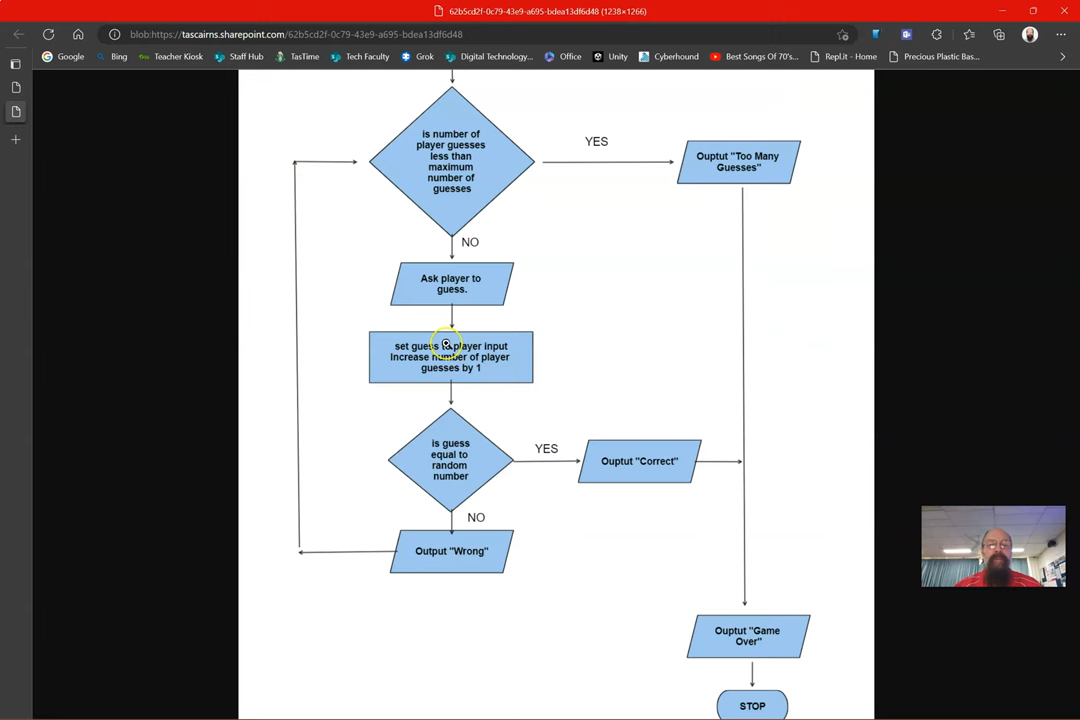 62b5cd2f-0c79-43e9-a695-bdea13df6d48 (1238×1266)
blob:https://tascairns.sharepoint.com/62b5cd2f-0c79-43e9-a695-bdea13df6d48
Google
Bing
Teacher Kiosk
Staff Hub
TasTime
Tech Faculty
Grok
Digital Technology...
Office
Unity
Cyberhound
Best Songs Of 70's...
Repl.it - Home
Precious Plastic Bas...
is number of
player guesses
less than
maximum
number of
guesses
YES
Ouptut "Too Many
Guesses"
NO
Ask player to
guess.
set guess to player input
Increase number of player
guesses by 1
is guess
equal to
random
number
YES
Ouptut "Correct"
NO
Output "Wrong"
Ouptut "Game
Over"
STOP